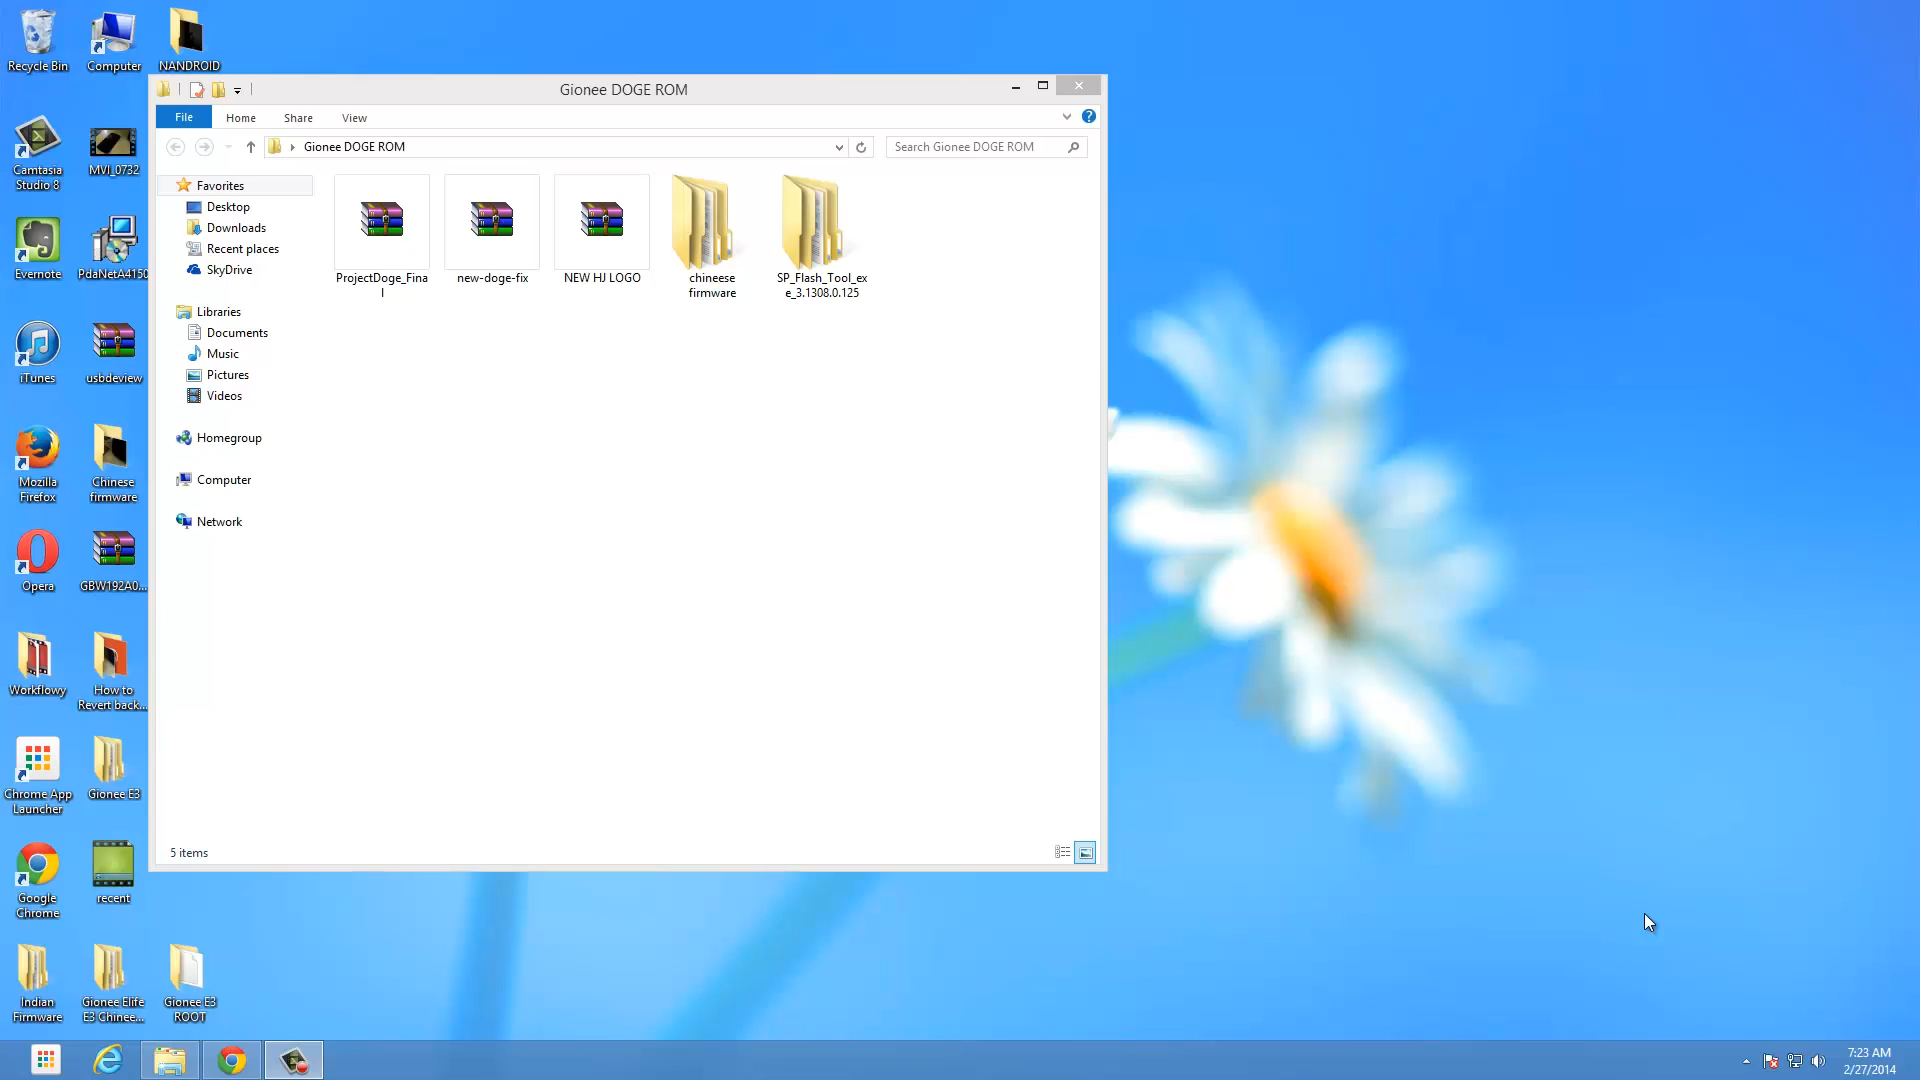 Recycle Bin
Computer
NANDROID
Camtasia
Studio 8
MVI_0732
Evernote
PdaNetA4150
iTunes
usbdeview
Mozilla
Firefox
Chinese
firmware
Opera
GBW192A0...
Workflowy
How to
Revert back...
Chrome App
Launcher
Gionee E3
Google
Chrome
recent
Indian
Firmware
Gionee Elife
E3 Chinee...
Gionee E3
ROOT
Gionee DOGE ROM
File
Home
Share
View
Gionee DOGE ROM
Search Gionee DOGE ROM
Favorites
Desktop
Downloads
Recent places
SkyDrive
Libraries
Documents
Music
Pictures
Videos
Homegroup
Computer
Network
ProjectDoge_Fina
l
new-doge-fix
NEW HJ LOGO
chineese
firmware
SP_Flash_Tool_ex
e_3.1308.0.125
5 items
7:23 AM
2/27/2014